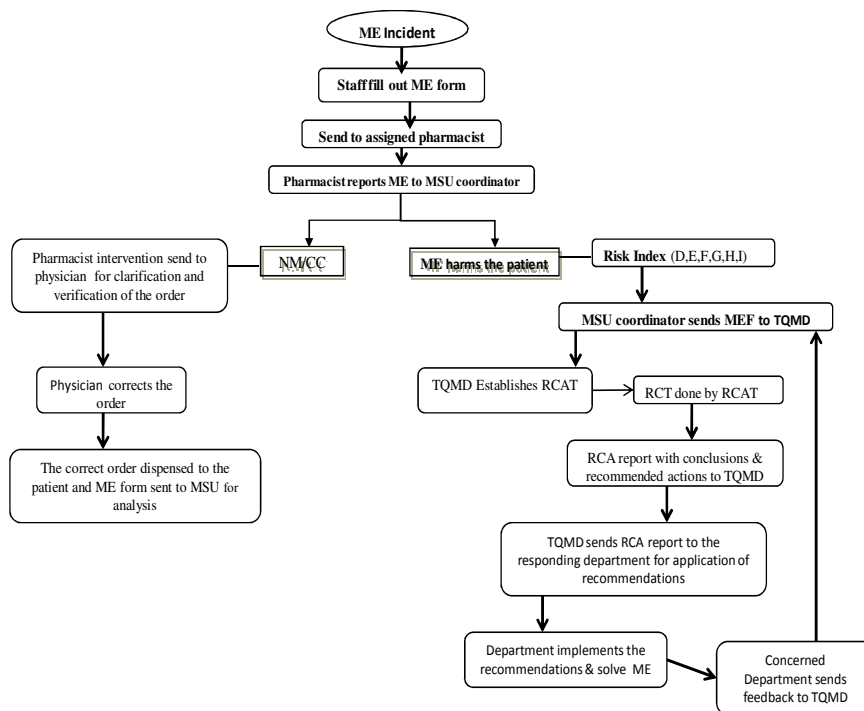 ME Incident
Staff fill out ME form
Send to assigned pharmacist
Pharmacist reports ME to MSU coordinator
NM/CC
ME harms the patient
Risk Index (D,E,F,G,H,I)
Pharmacist intervention send to
physician for clarification and
verification of the order
Physician corrects the
order
The correct order dispensed to the
patient and ME form sent to MSU for
analysis
MSU coordinator sends MEF to TQMD
TQMD Establishes RCAT
RCT done by RCAT
RCA report with conclusions &
recommended actions to TQMD
TQMD sends RCA report to the
responding department for application of
recommendations
Department implements the
recommendations & solve ME
Concerned
Department sends
feedback to TQMD